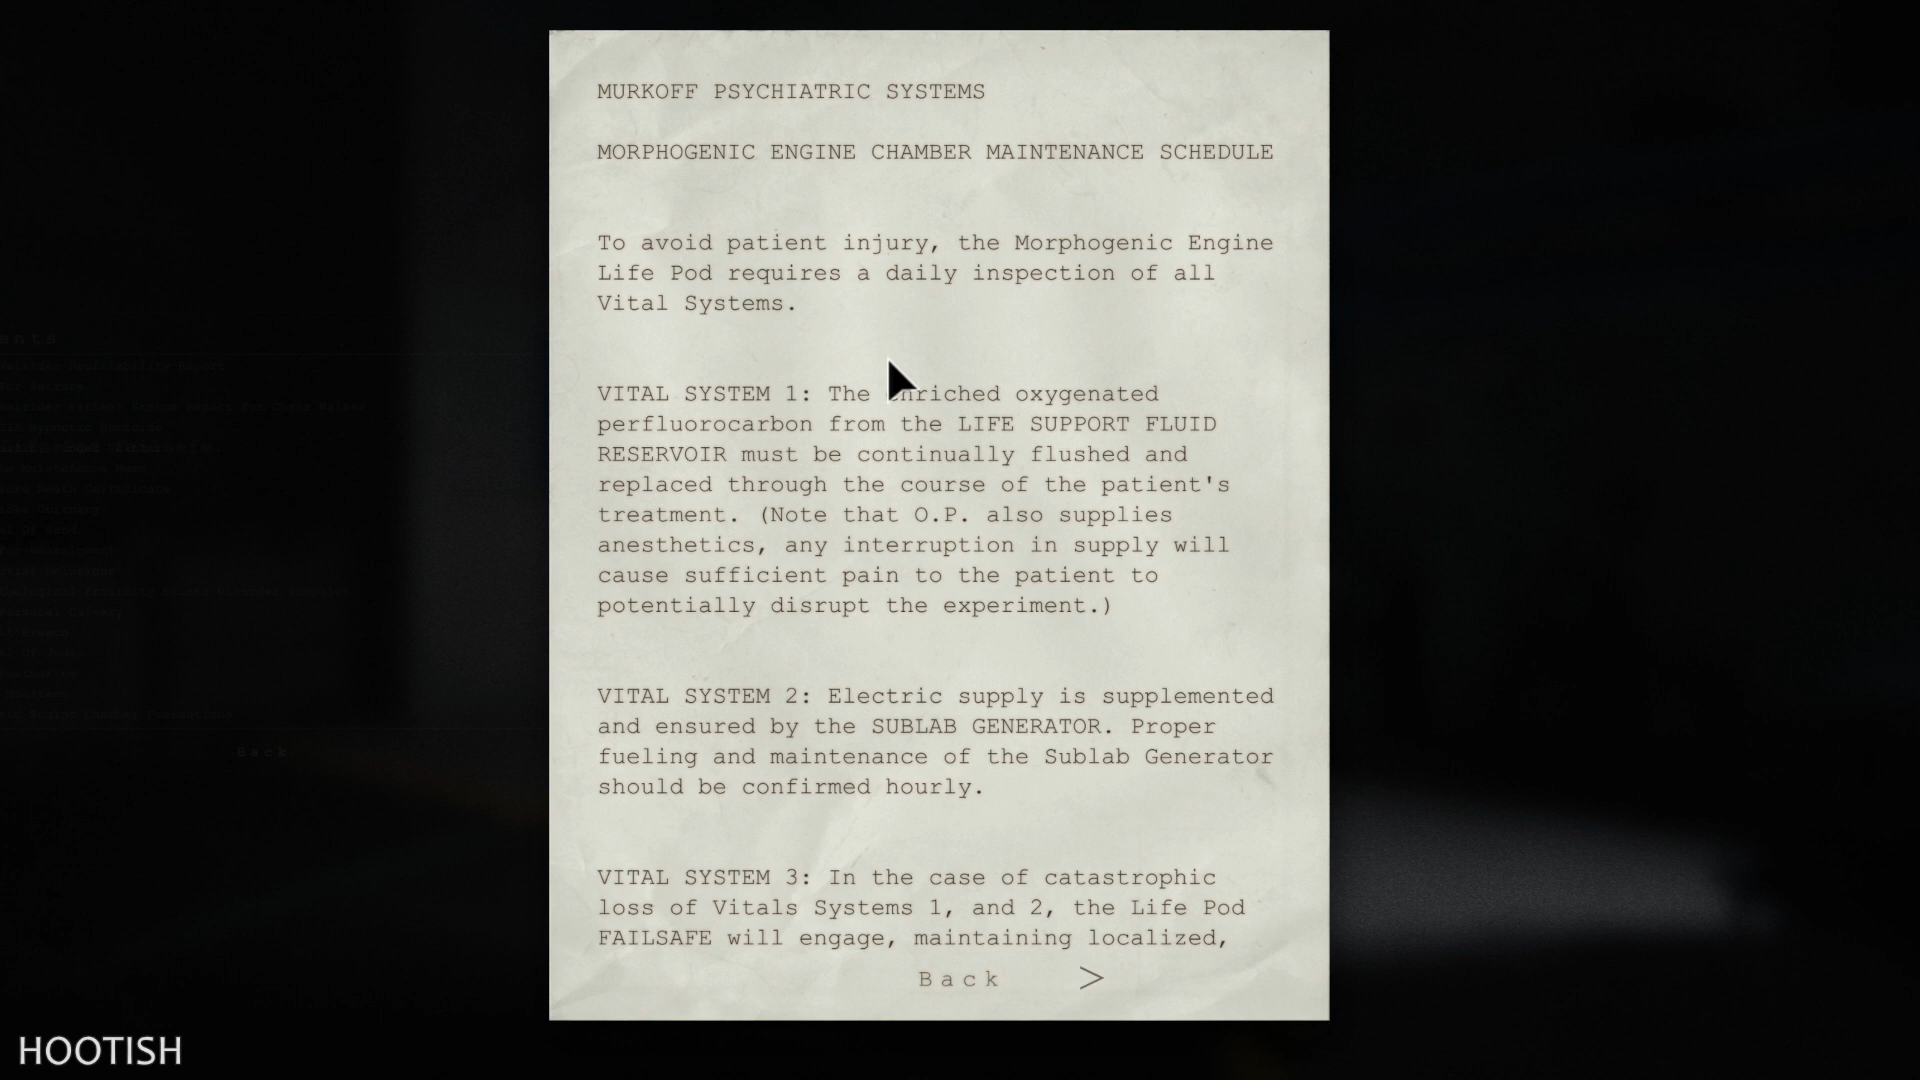 MURKOFF PSYCHIATRIC SYSTEMS
MORPHOGENIC ENGINE CHAMBER MAINTENANCE SCHEDULE
To avoid patient injury, the Morphogenic Engine
Life Pod requires a daily inspection of all
Vital Systems.
VITAL SYSTEM 1: The enriched oxygenated
perfluorocarbon from the LIFE SUPPORT FLUID
RESERVOIR must be continually flushed and
replaced through the course of the patient's
treatment. (Note that O.P. also supplies
anesthetics, any interruption in supply will
cause sufficient pain to the patient to
potentially disrupt the experiment.)
VITAL SYSTEM 2: Electric supply is supplemented
and ensured by the SUBLAB GENERATOR. Proper
fueling and maintenance of the Sublab Generator
should be confirmed hourly.
VITAL SYSTEM 3: In the case of catastrophic
loss of Vitals Systems 1, and 2, the Life Pod
FAILSAFE will engage, maintaining localized,
Back >
Back
HOOTISH